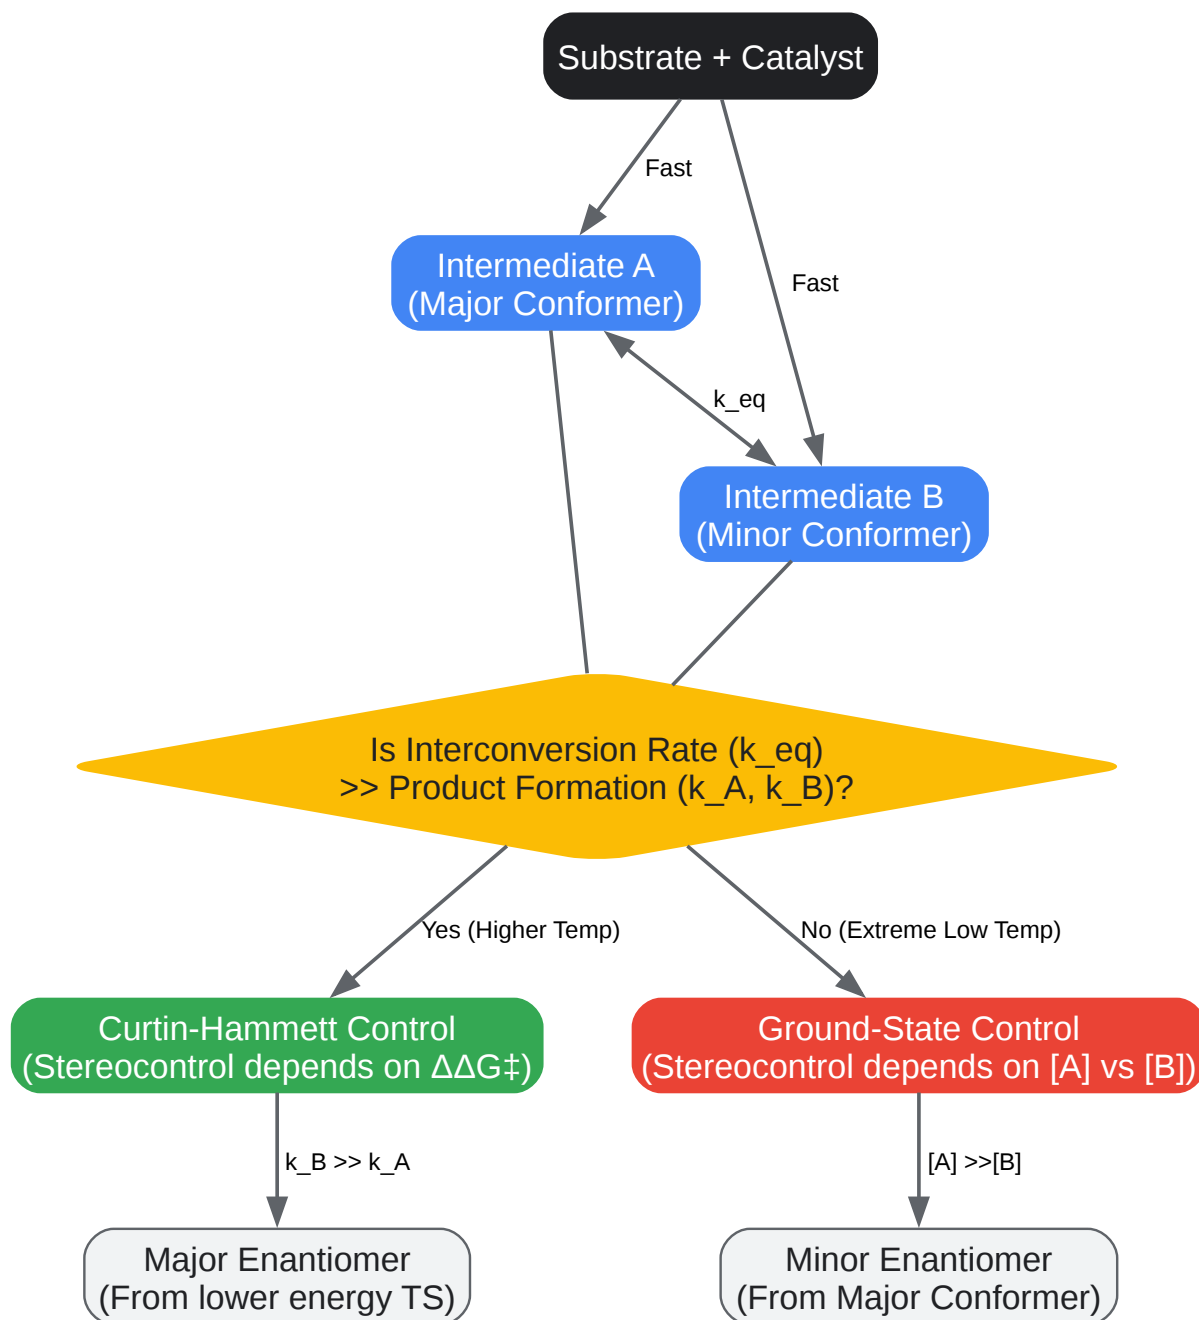 Substrate + Catalyst
Fast
Intermediate A
(Major Conformer)
Fast
k_eq
Intermediate B
(Minor Conformer)
Is Interconversion Rate (k_eq)
>> Product Formation (k_A, k_B)?
Yes (Higher Temp)
No (Extreme Low Temp)
Curtin-Hammett Control
(Stereocontrol depends on ΔΔG‡)
Ground-State Control
(Stereocontrol depends on [A] vs [B])
k_B >> k_A
[A] >>[B]
Major Enantiomer
(From lower energy TS)
Minor Enantiomer
(From Major Conformer)